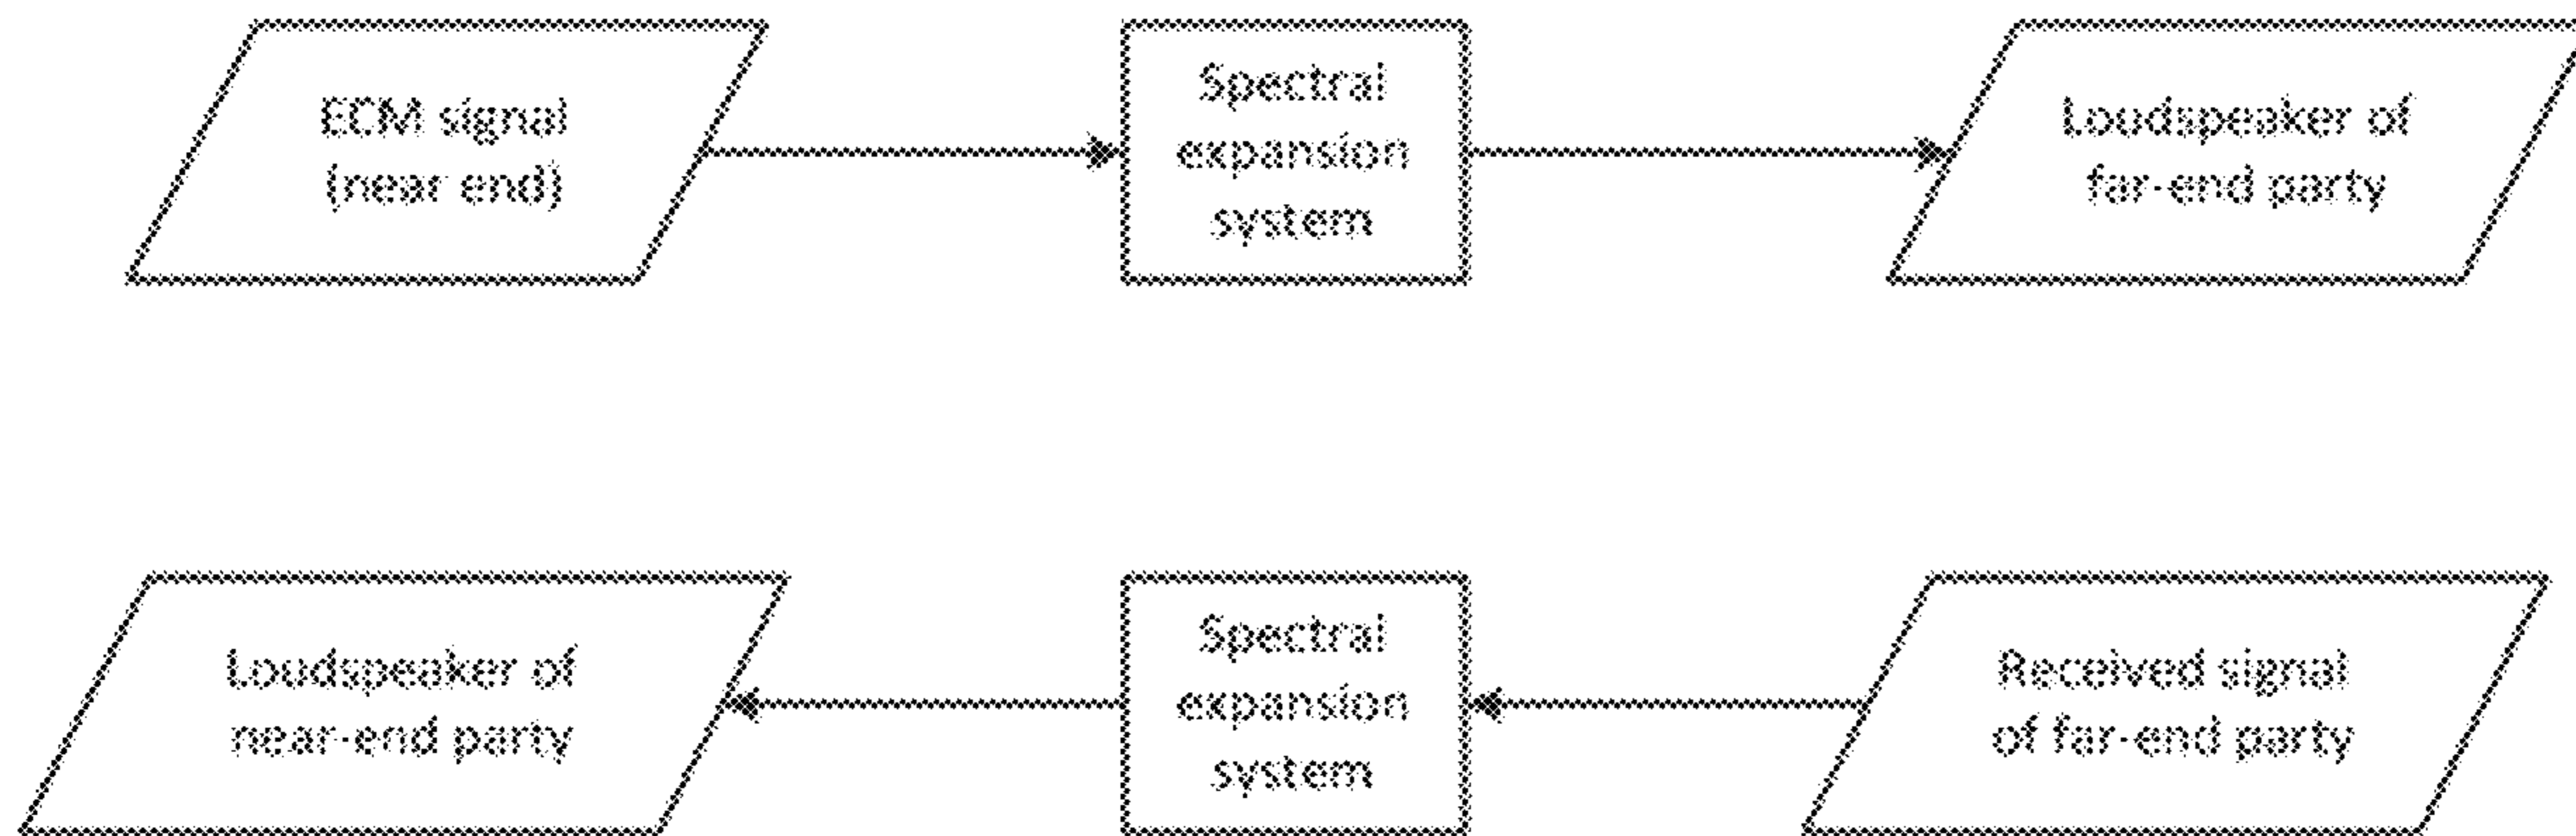 ECM signal
(near end)
Spectral
expansion
system
Loudspeaker of
far-end party
Loudspeaker of
near-end party
Spectral
expansion
system
Received signal
of far-end party